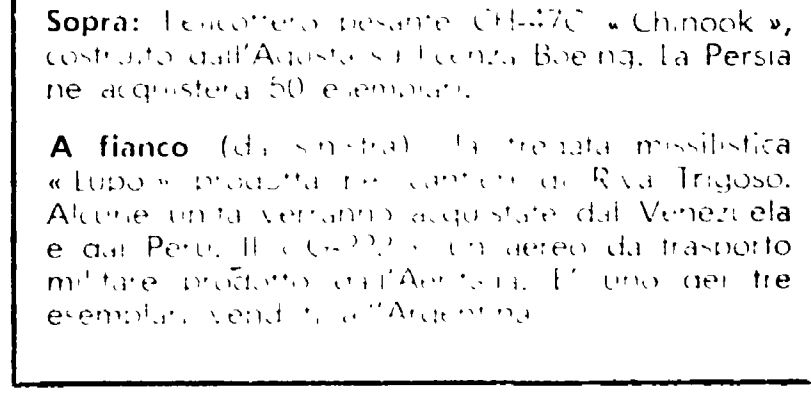 Sopra: l'elicottero pesante CH-47C « Chinook »,
costruito dall'Agusta su licenza Boeing. La Persia
ne acquisterà 50 esemplari.
A fianco (da sinistra) la fregata missilistica
« Lupo » prodotta nei cantieri di Riva Trigoso.
Alcune unità verranno acquistate dal Venezuela
e dal Perù. Il « G-222 » un aereo da trasporto
militare prodotto dall'Aeritalia. E' uno dei tre
esemplari venduti all'Argentina